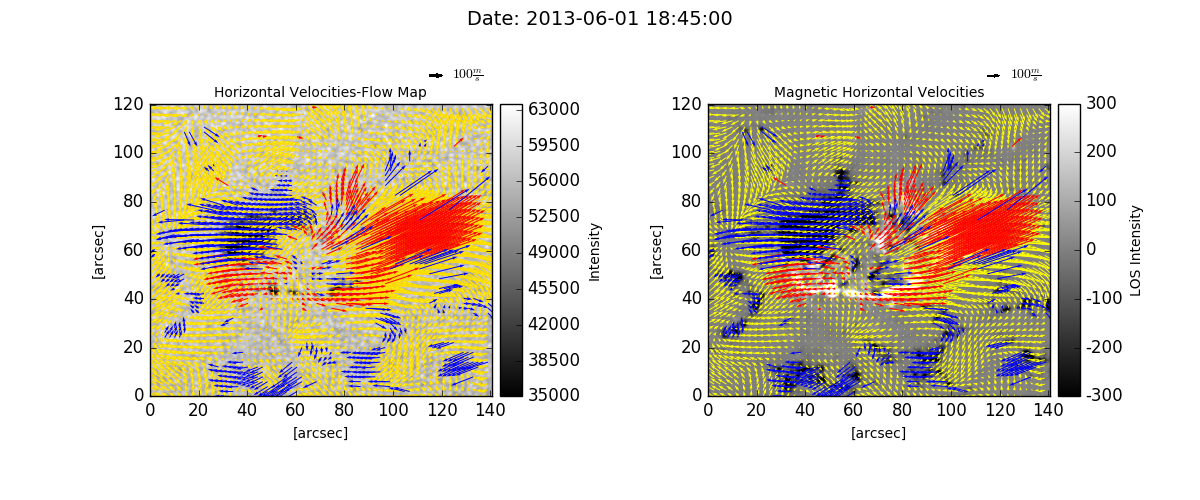 Date: 2013-06-01 18:45:00
100 m/s
Horizontal Velocities-Flow Map
120
100
80
60
40
20
0
[arcsec]
0 20 40 60 80 100 120 140
[arcsec]
63000
59500
56000
52500
49000
45500
42000
38500
35000
Intensity
100 m/s
Magnetic Horizontal Velocities
120
100
80
60
40
20
0
[arcsec]
0 20 40 60 80 100 120 140
[arcsec]
300
200
100
0
-100
-200
-300
LOS Intensity